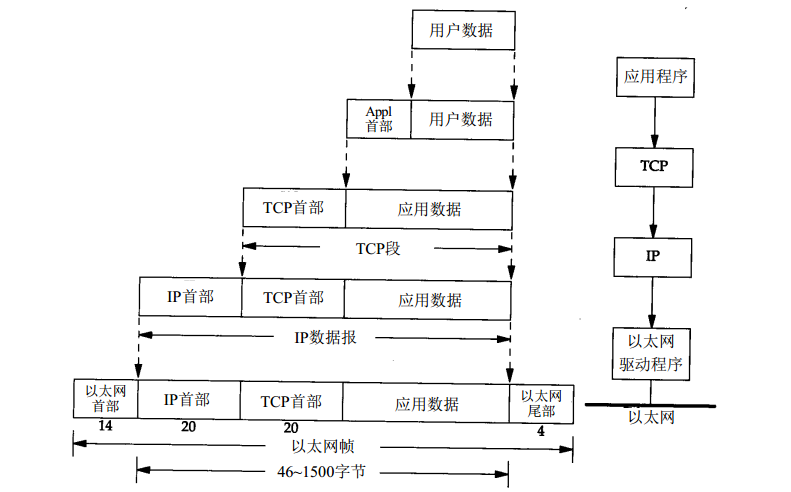 用户数据
应用程序
Appl
首部
用户数据
TCP
TCP首部
应用数据
TCP段
IP
IP首部
TCP首部
应用数据
IP数据报
以太网
驱动程序
以太网
首部
IP首部
TCP首部
应用数据
以太网
尾部
以太网
14
20
20
4
以太网帧
46~1500字节